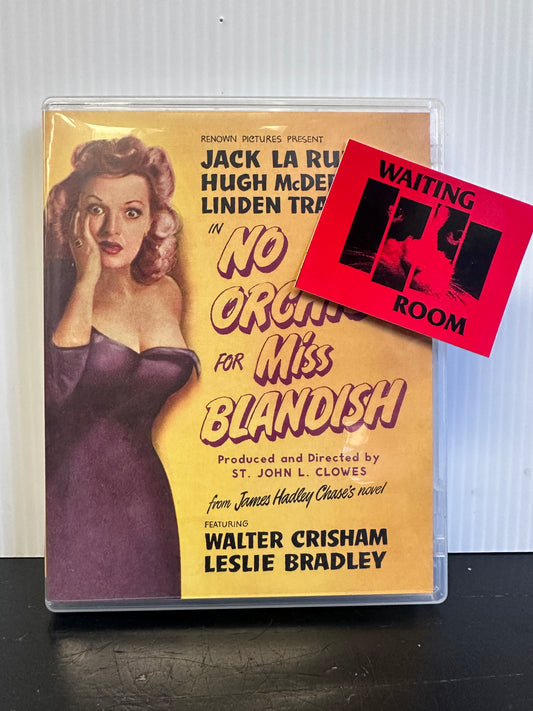 RENOWN PICTURES PRESENT
JACK LA RU
HUGH McDE
LINDEN TRA
IN
NO
ORCHI
FOR Miss
BLANDISH
Produced and Directed by
ST. JOHN L. CLOWES
from James Hadley Chase's novel
FEATURING
WALTER CRISHAM
LESLIE BRADLEY
WAITING
ROOM